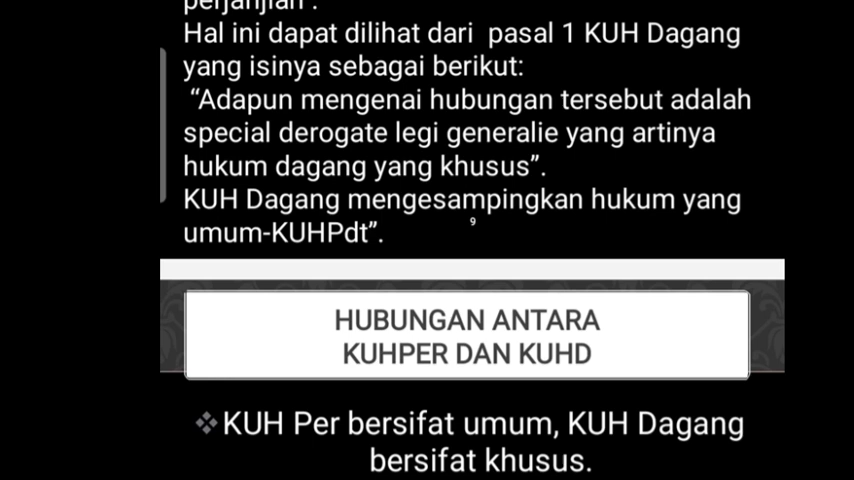 perjanjian".
Hal ini dapat dilihat dari pasal 1 KUH Dagang
yang isinya sebagai berikut:
“Adapun mengenai hubungan tersebut adalah
special derogate legi generalie yang artinya
hukum dagang yang khusus”.
KUH Dagang mengesampingkan hukum yang
umum-KUHPdt”.
9
HUBUNGAN ANTARA
KUHPER DAN KUHD
❖KUH Per bersifat umum, KUH Dagang
bersifat khusus.